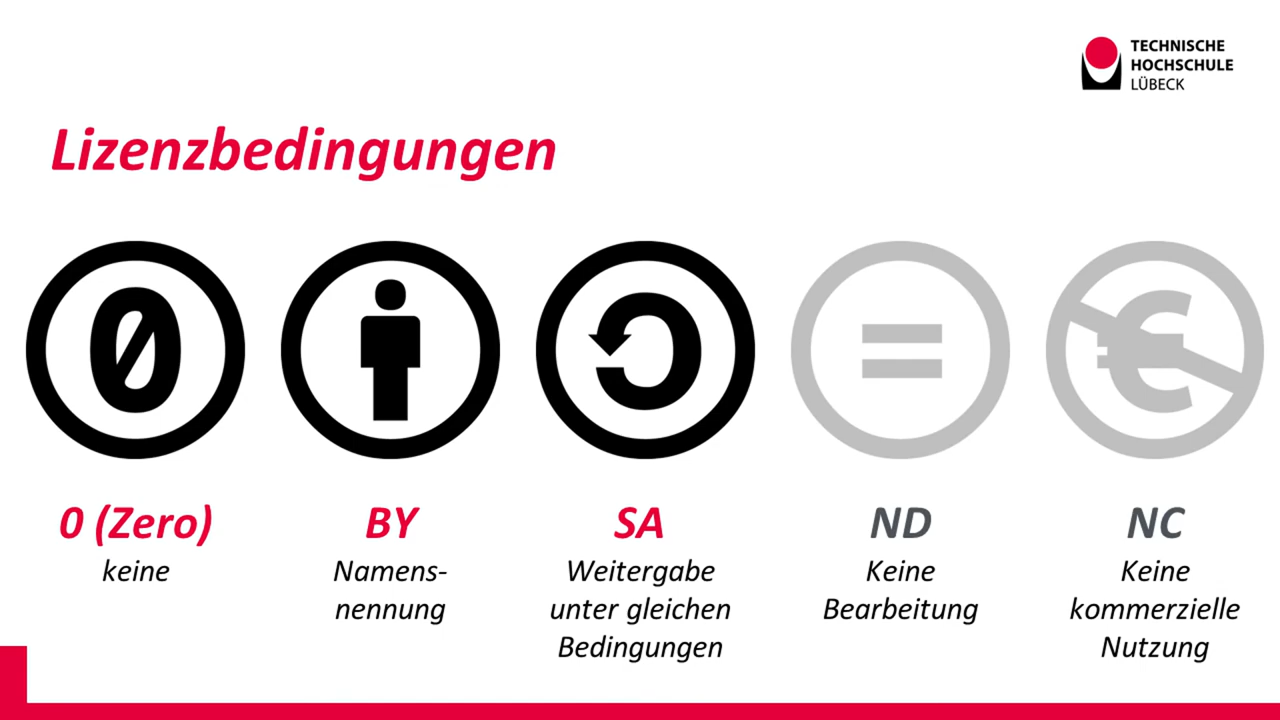 TECHNISCHE
HOCHSCHULE
LÜBECK
Lizenzbedingungen
0 (Zero)
keine
BY
Namens-
nennung
SA
Weitergabe
unter gleichen
Bedingungen
ND
Keine
Bearbeitung
NC
Keine
kommerzielle
Nutzung